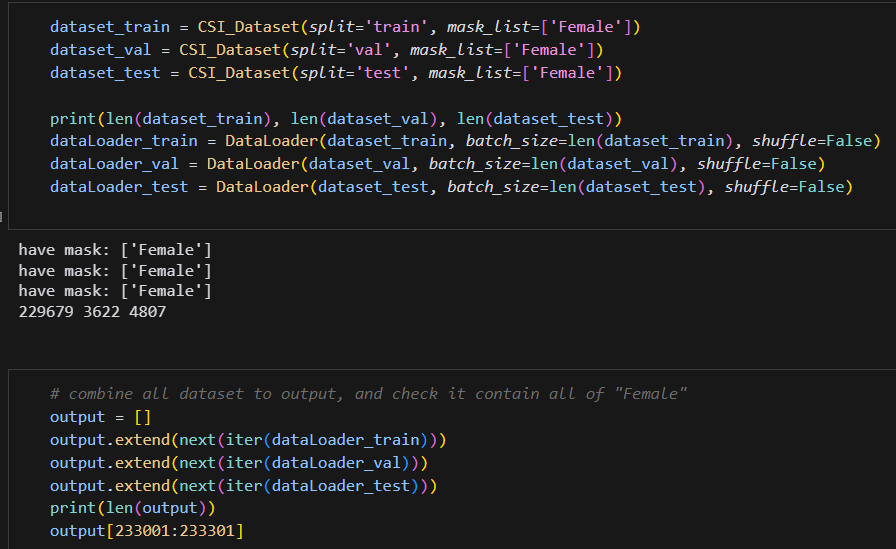 dataset_train = CSI_Dataset(split='train', mask_list=['Female'])
dataset_val = CSI_Dataset(split='val', mask_list=['Female'])
dataset_test = CSI_Dataset(split='test', mask_list=['Female'])
print(len(dataset_train), len(dataset_val), len(dataset_test))
dataLoader_train = DataLoader(dataset_train, batch_size=len(dataset_train), shuffle=False)
dataLoader_val = DataLoader(dataset_val, batch_size=len(dataset_val), shuffle=False)
dataLoader_test = DataLoader(dataset_test, batch_size=len(dataset_test), shuffle=False)
have mask: ['Female']
have mask: ['Female']
have mask: ['Female']
229679 3622 4807
# combine all dataset to output, and check it contain all of "Female"
output = []
output.extend(next(iter(dataLoader_train)))
output.extend(next(iter(dataLoader_val)))
output.extend(next(iter(dataLoader_test)))
print(len(output))
output[233001:233301]